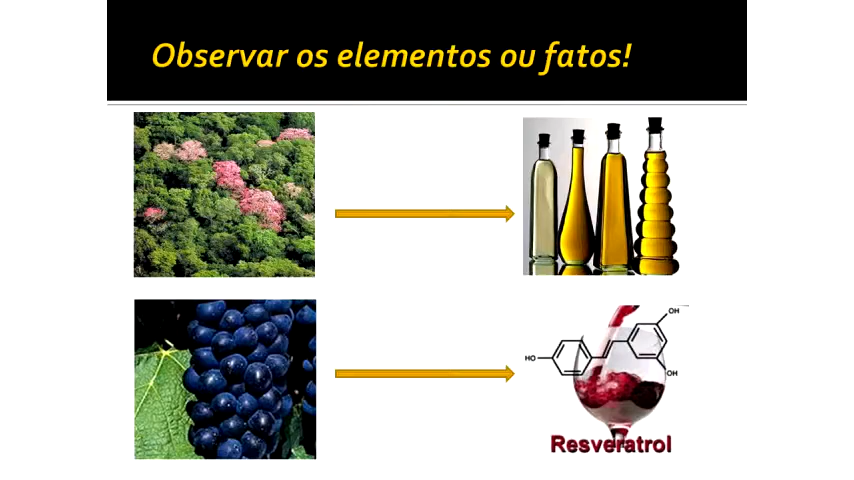 Observar os elementos ou fatos!
OH
HO
OH
Resveratrol